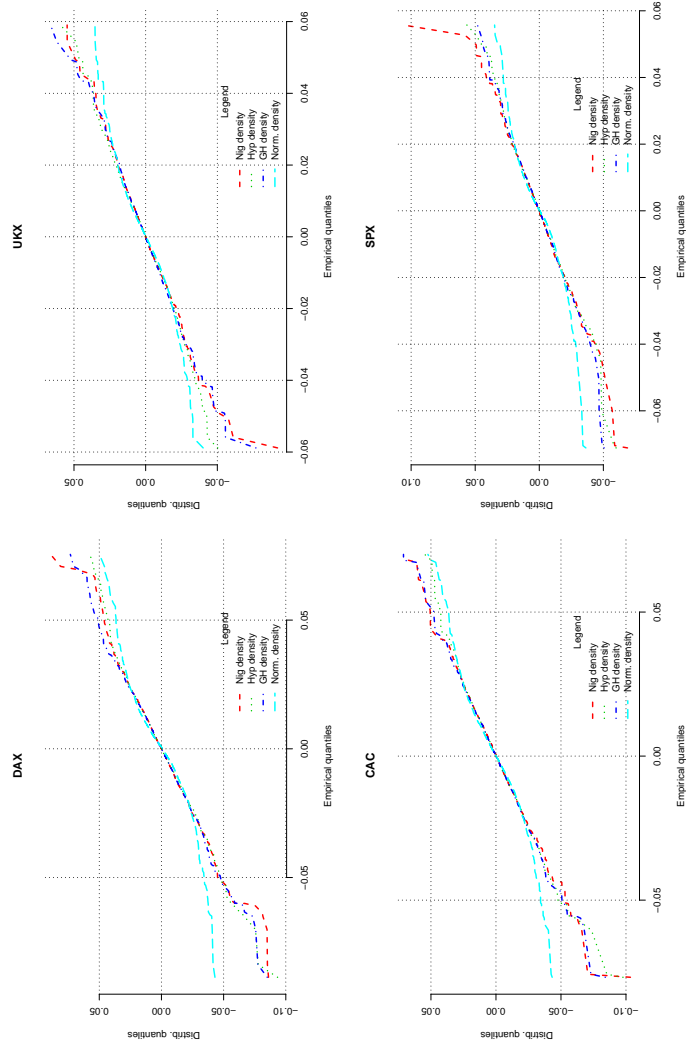 DAX
Distrib. quantiles
0.05
0.00
−0.05
−0.10
Legend
Nig density
Hyp density
GH density
Norm. density
−0.05 0.00 0.05
Empirical quantiles
UKX
Distrib. quantiles
0.05
0.00
−0.05
Legend
Nig density
Hyp density
GH density
Norm. density
−0.06 −0.04 −0.02 0.00 0.02 0.04 0.06
Empirical quantiles
CAC
Distrib. quantiles
0.05
0.00
−0.05
−0.10
Legend
Nig density
Hyp density
GH density
Norm. density
−0.05 0.00 0.05
Empirical quantiles
SPX
Distrib. quantiles
0.10
0.05
0.00
−0.05
Legend
Nig density
Hyp density
GH density
Norm. density
−0.06 −0.04 −0.02 0.00 0.02 0.04 0.06
Empirical quantiles